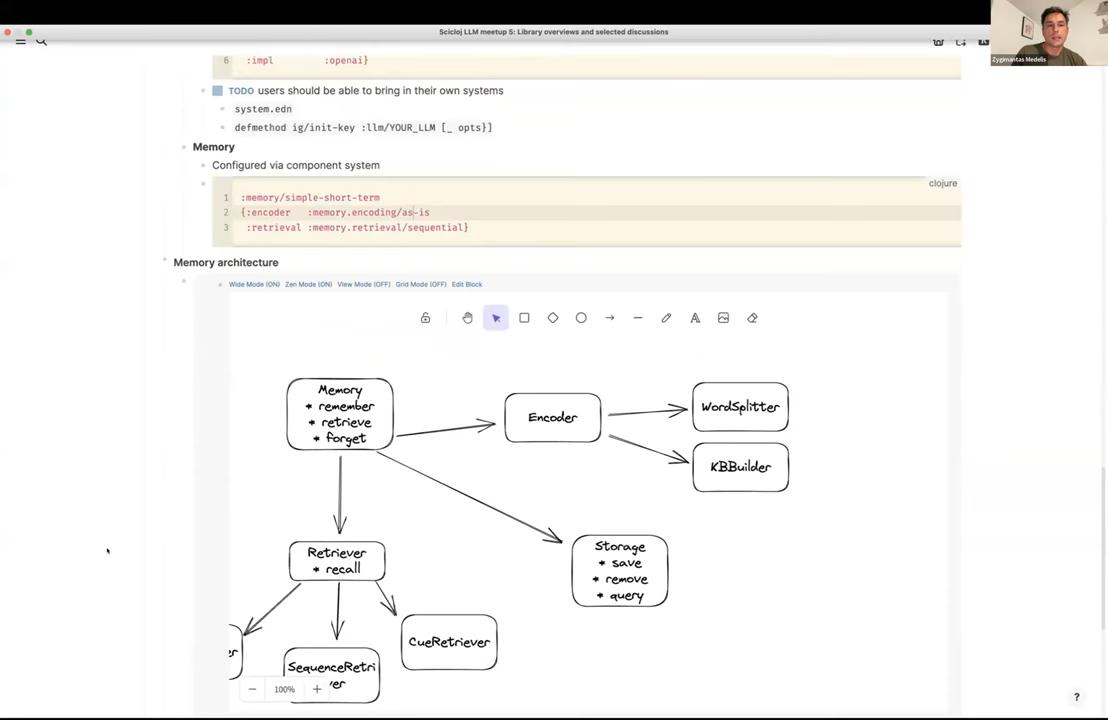 Scicloj LLM meetup 5: Library overviews and selected discussions
Zygimantas Medelis
6 :impl :openai}
TODO users should be able to bring in their own systems
system.edn
defmethod ig/init-key :llm/YOUR_LLM [_ opts}]
Memory
Configured via component system
clojure
1 :memory/simple-short-term
2 {:encoder :memory.encoding/as-is
3 :retrieval :memory.retrieval/sequential}
Memory architecture
Wide Mode (ON) Zen Mode (ON) View Mode (OFF) Grid Mode (OFF) Edit Block
A
Memory
* remember
* retrieve
* forget
Encoder
WordSplitter
KBBuilder
Retriever
* recall
Storage
* save
* remove
* query
er
SequenceRetri
ver
CueRetriever
− 100% +
?